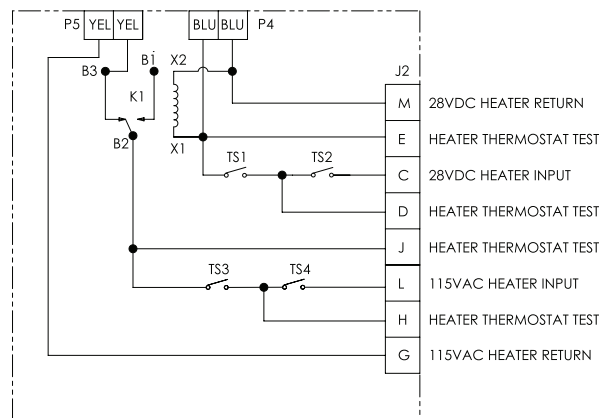 P5 YEL YEL BLU BLU P4
B3 B1 X2 J2
K1
M 28VDC HEATER RETURN
B2 X1 E HEATER THERMOSTAT TEST
TS1 TS2
C 28VDC HEATER INPUT
D HEATER THERMOSTAT TEST
J HEATER THERMOSTAT TEST
TS3 TS4
L 115VAC HEATER INPUT
H HEATER THERMOSTAT TEST
G 115VAC HEATER RETURN